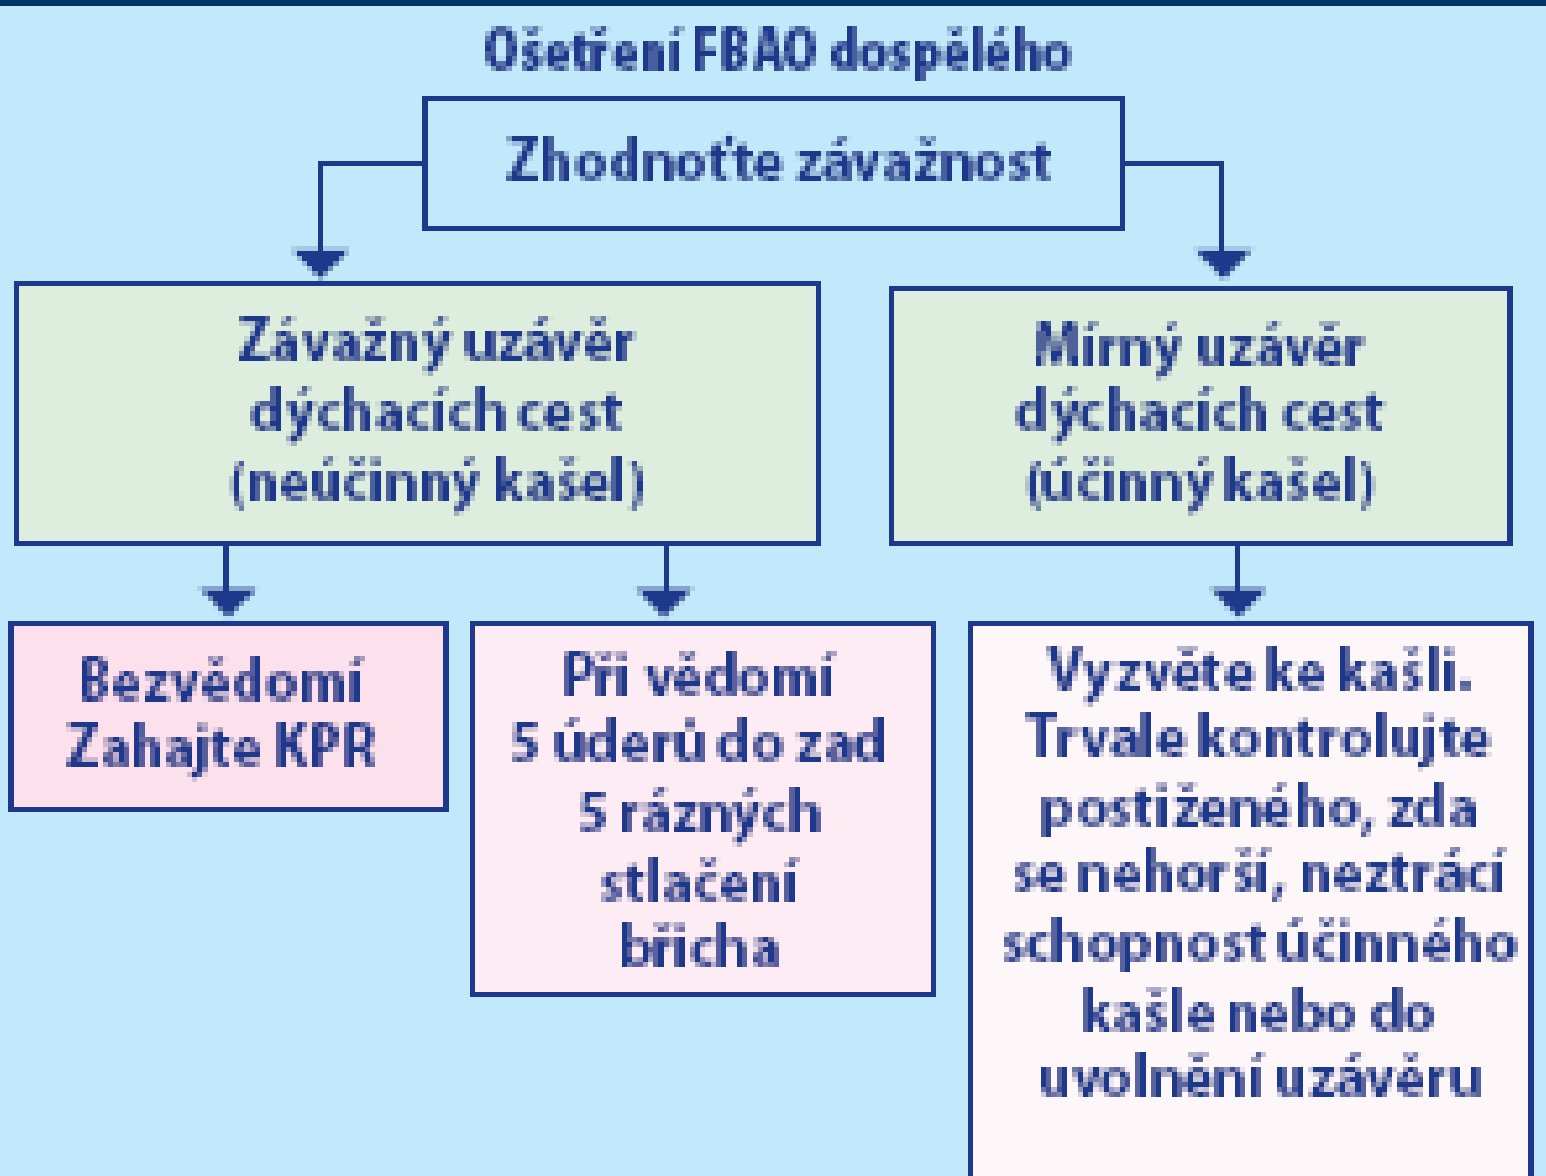 Ošetření FBAO dospělého
Zhodnoťte závažnost
Závažný uzávěr
dýchacích cest
(neúčinný kašel)
Mírný uzávěr
dýchacích cest
(účinný kašel)
Bezvědomí
Zahajte KPR
Při vědomí
5 úderů do zad
5 rázných
stlačení
břicha
Vyzvěte ke kašli.
Trvale kontrolujte
postiženého, zda
se nehorší, neztrácí
schopnost účinného
kašle nebo do
uvolnění uzávěru